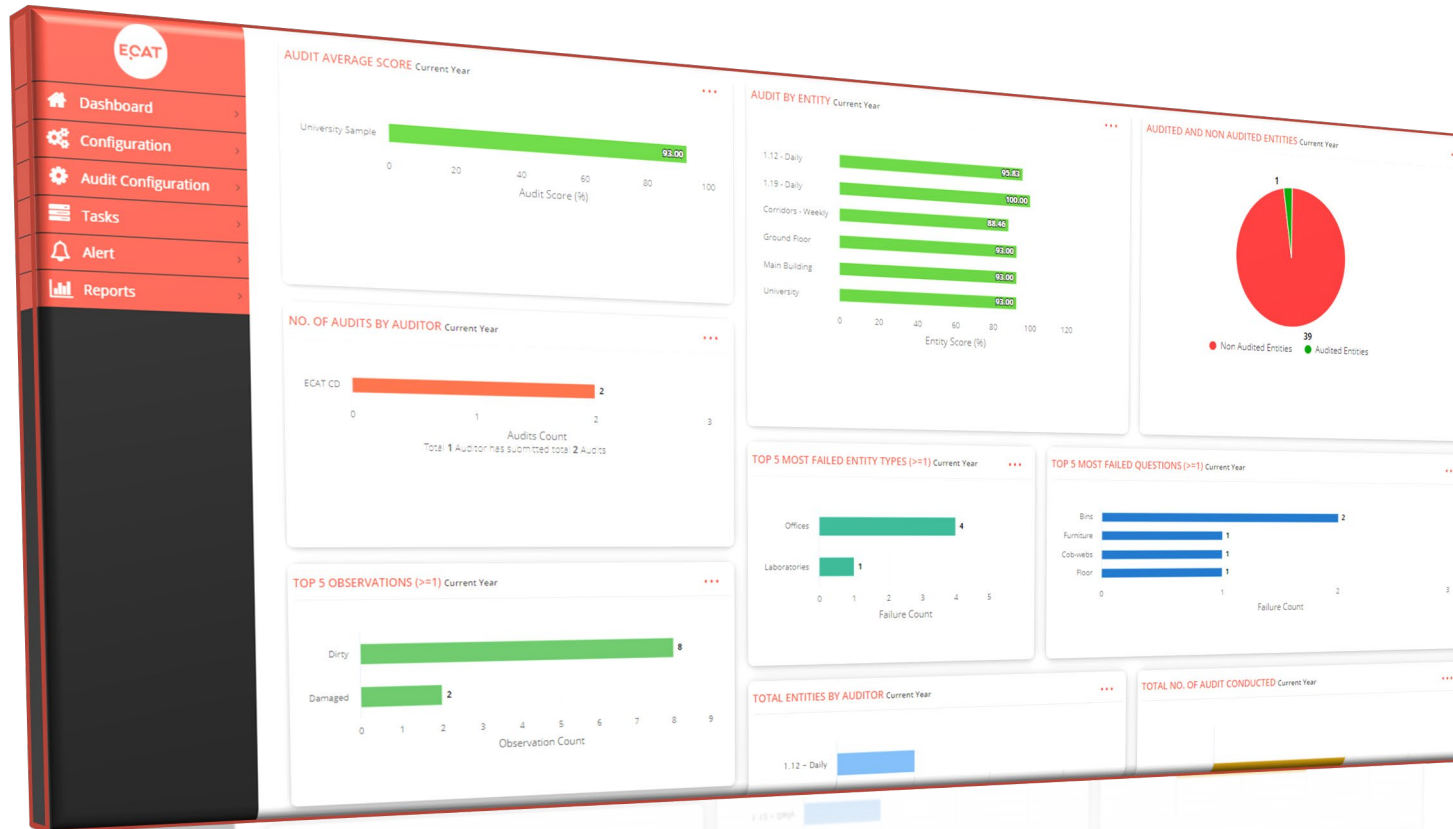 ECAT
Dashboard
Configuration
Audit Configuration
Tasks
Alert
Reports
AUDIT AVERAGE SCORE Current Year
University Sample
93.00
0 20 40 60 80 100
Audit Score (%)
NO. OF AUDITS BY AUDITOR Current Year
ECAT CD
2
0 1 2 3
Audits Count
Total 1 Auditor has submitted total 2 Audits
TOP 5 OBSERVATIONS (>=1) Current Year
Dirty 8
Damaged 2
0 1 2 3 4 5 6 7 8 9
Observation Count
AUDIT BY ENTITY Current Year
1.12 - Daily 95.83
1.19 - Daily 100.00
Corridors - Weekly 88.46
Ground Floor 93.00
Main Building 93.00
University 93.00
0 20 40 60 80 100 120
Entity Score (%)
AUDITED AND NON AUDITED ENTITIES Current Year
1
39
Non Audited Entities Audited Entities
TOP 5 MOST FAILED ENTITY TYPES (>=1) Current Year
Offices 4
Laboratories 1
0 1 2 3 4 5
Failure Count
TOP 5 MOST FAILED QUESTIONS (>=1) Current Year
Bins 2
Furniture 1
Cob-webs 1
Floor 1
0 1 2 3
Failure Count
TOTAL ENTITIES BY AUDITOR Current Year
1.12 - Daily
TOTAL NO. OF AUDIT CONDUCTED Current Year